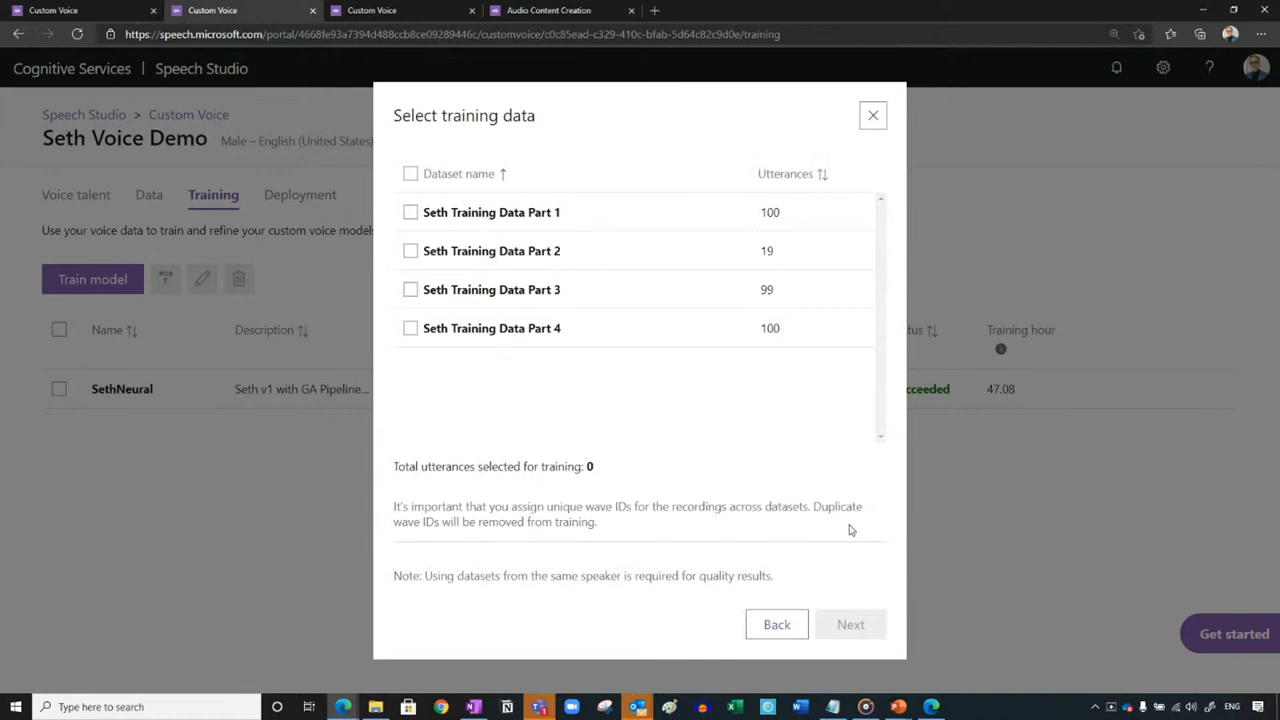 Custom Voice
Custom Voice
Custom Voice
Audio Content Creation
https://speech.microsoft.com/portal/4668fe93a7394d488ccb8ce09289446c/customvoice/c0c85ead-c329-410c-bfab-5d64c82c9d0e/training
Cognitive Services | Speech Studio
Speech Studio > Custom Voice
Seth Voice Demo Male – English (United States)
Voice talent Data Training Deployment
Use your voice data to train and refine your custom voice models
Train model
Name Description
Training hour
SethNeural Seth v1 with GA Pipeline... cceeded 47.08
Select training data
Dataset name Utterances
Seth Training Data Part 1 100
Seth Training Data Part 2 19
Seth Training Data Part 3 99
Seth Training Data Part 4 100
Total utterances selected for training: 0
It's important that you assign unique wave IDs for the recordings across datasets. Duplicate
wave IDs will be removed from training.
Note: Using datasets from the same speaker is required for quality results.
Back Next
Get started
Type here to search
ENG